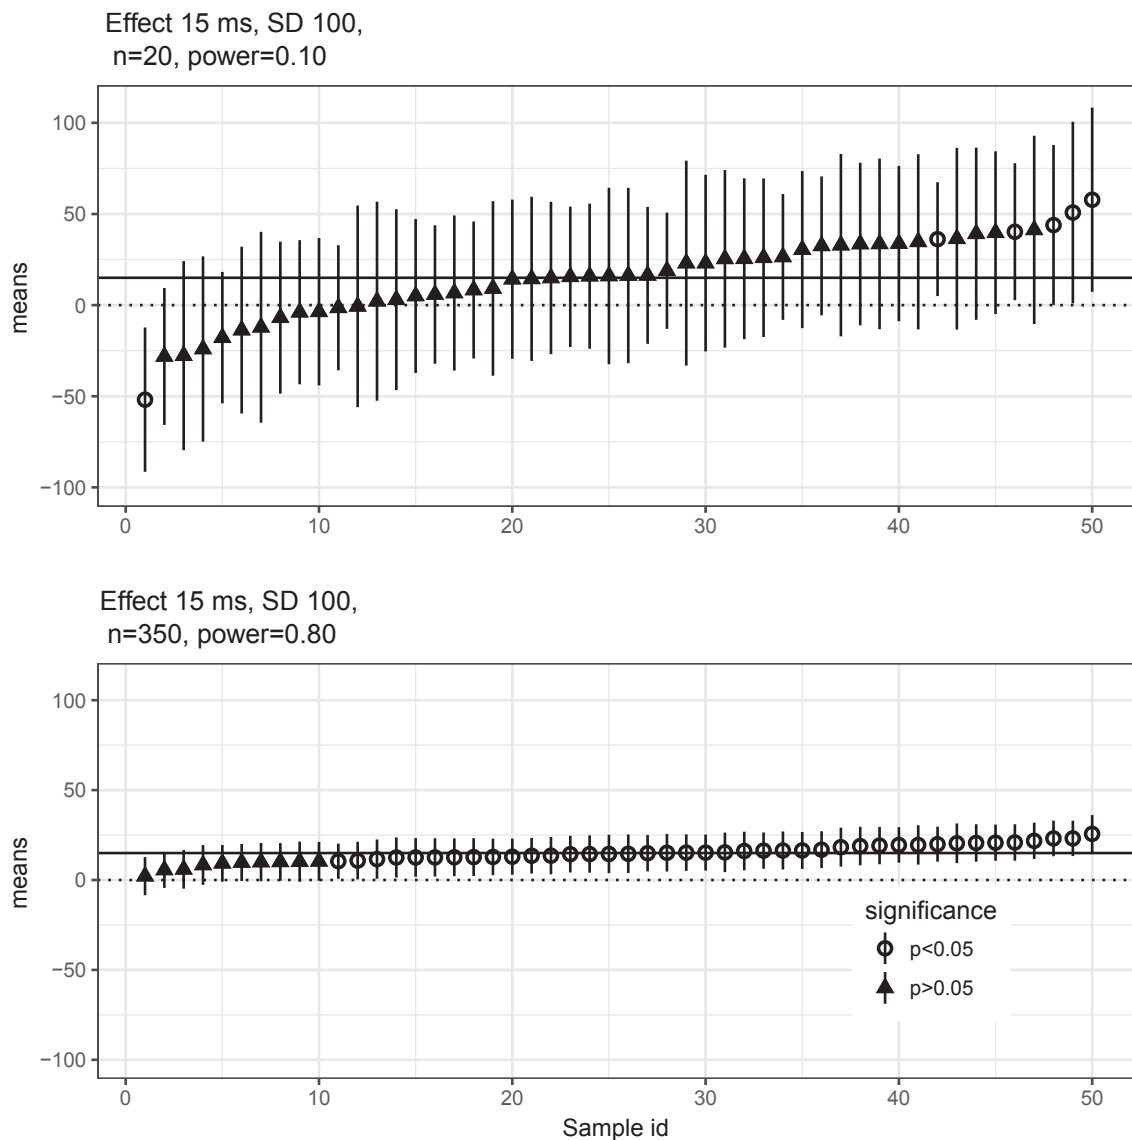 Effect 15 ms, SD 100,
n=20, power=0.10
100
50
0
−50
−100
means
0 10 20 30 40 50
Effect 15 ms, SD 100,
n=350, power=0.80
100
50
0
−50
−100
means
significance
p<0.05
p>0.05
0 10 20 30 40 50
Sample id